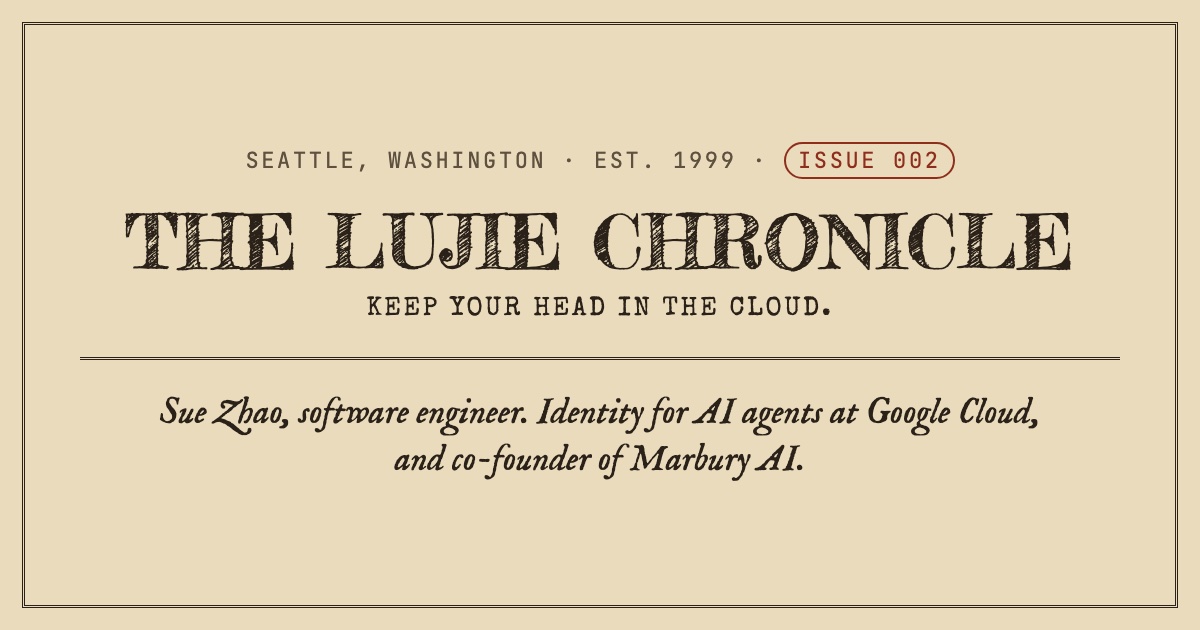 SEATTLE, WASHINGTON · EST. 1999 · ISSUE 002
THE LUJIE CHRONICLE
KEEP YOUR HEAD IN THE CLOUD.
Sue Zhao, software engineer. Identity for AI agents at Google Cloud,
and co-founder of Marbury AI.